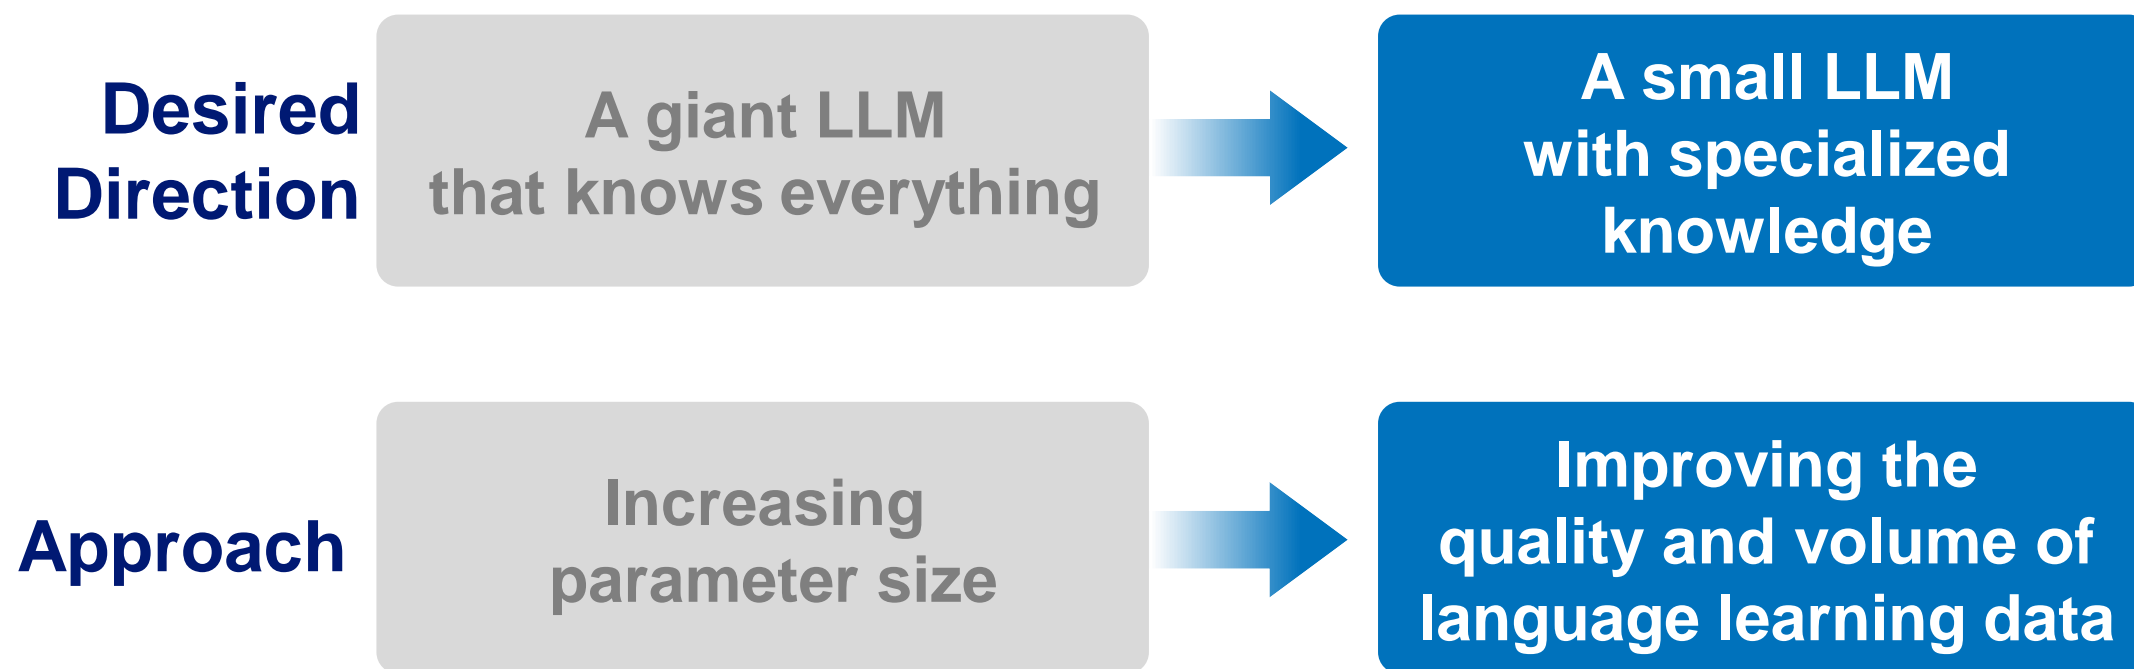 Desired
Direction
A giant LLM
that knows everything
A small LLM
with specialized
knowledge
Approach
Increasing
parameter size
Improving the
quality and volume of
language learning data